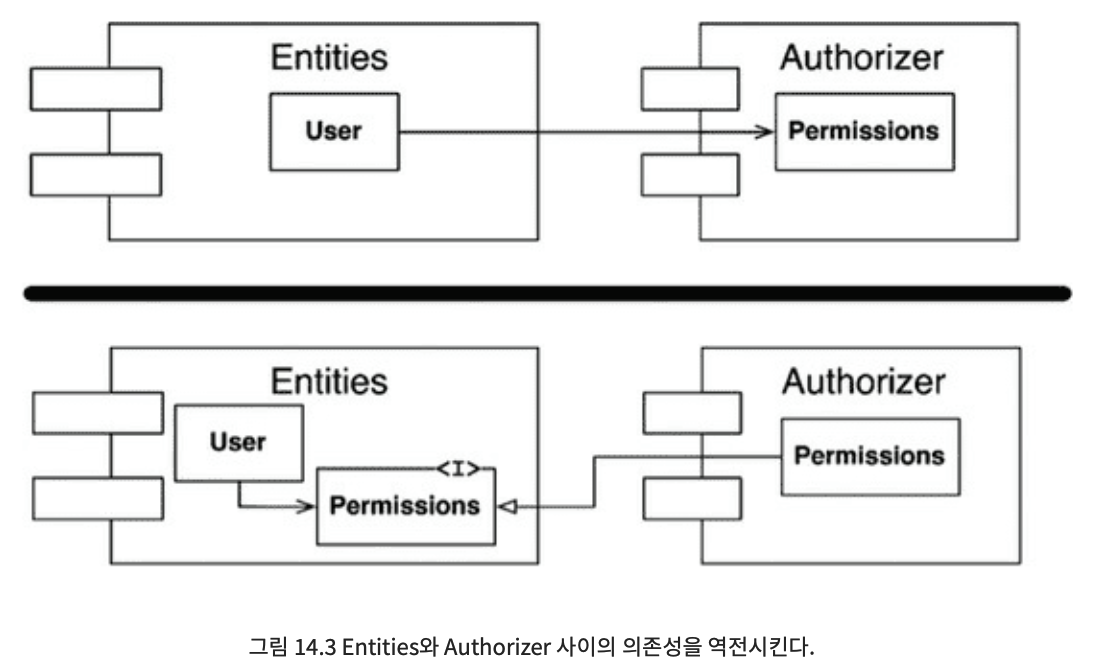 Entities
Authorizer
User
Permissions
Entities
Authorizer
User
<I>
Permissions
Permissions
그림 14.3 Entities와 Authorizer 사이의 의존성을 역전시킨다.